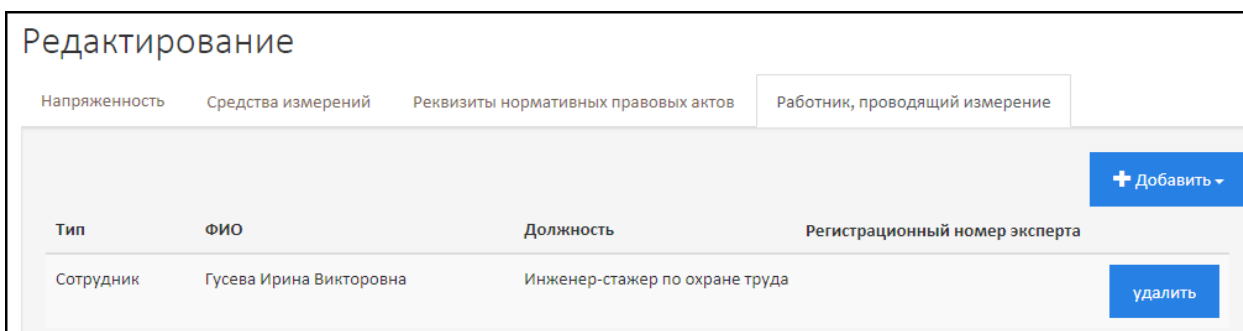 Редактирование
Напряженность Средства измерений Реквизиты нормативных правовых актов Работник, проводящий измерение
Добавить
Тип ФИО Должность Регистрационный номер эксперта
Сотрудник Гусева Ирина Викторовна Инженер-стажер по охране труда
удалить